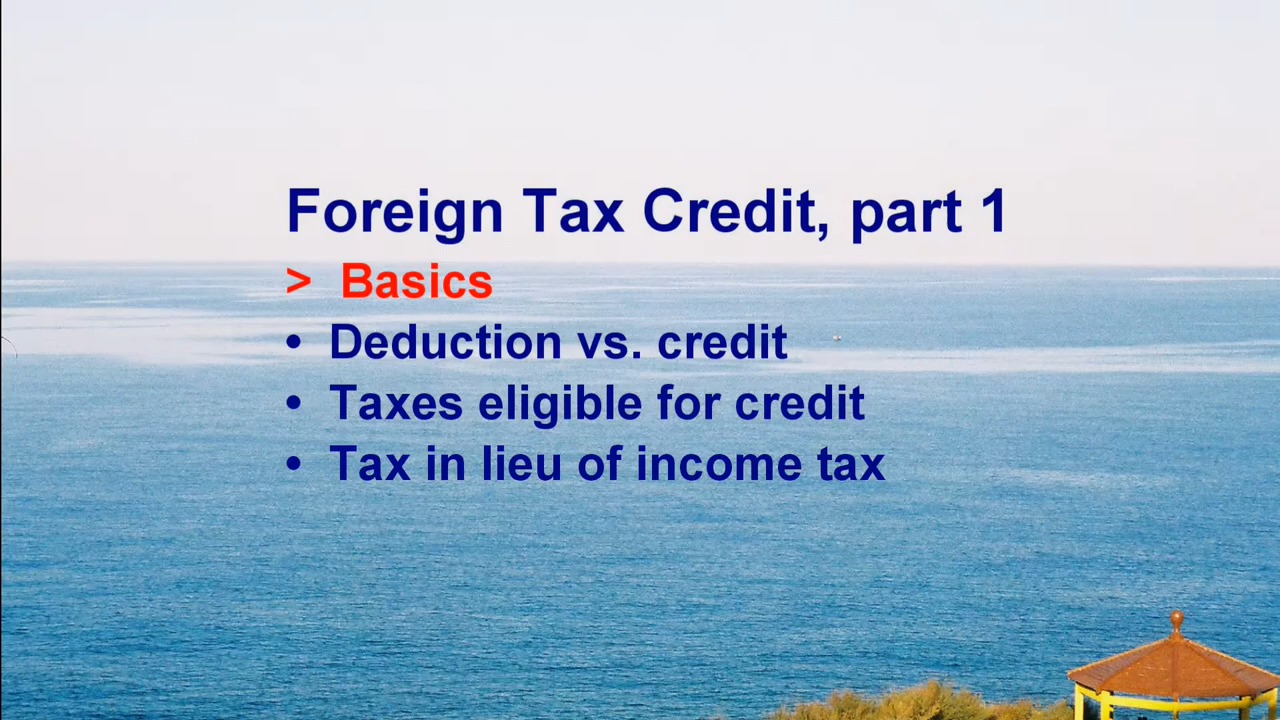 Foreign Tax Credit, part 1
> Basics
• Deduction vs. credit
• Taxes eligible for credit
• Tax in lieu of income tax